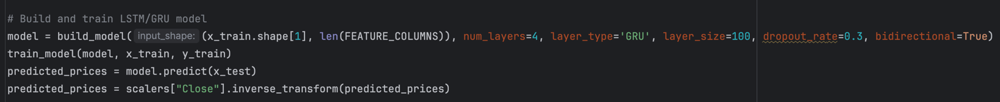 # Build and train LSTM/GRU model
model = build_model( input_shape: (x_train.shape[1], len(FEATURE_COLUMNS)), num_layers=4, layer_type='GRU', layer_size=100, dropout_rate=0.3, bidirectional=True)
train_model(model, x_train, y_train)
predicted_prices = model.predict(x_test)
predicted_prices = scalers["Close"].inverse_transform(predicted_prices)